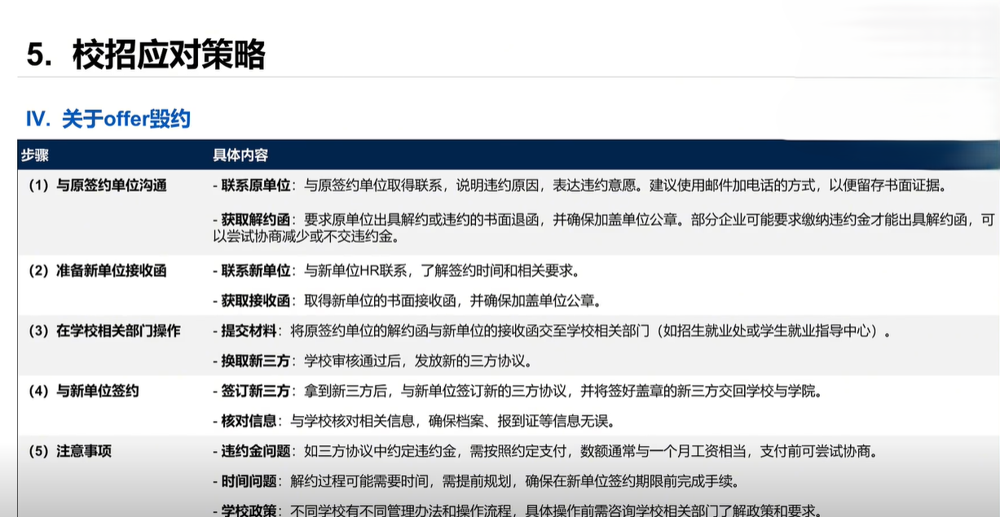 5. 校招应对策略
IV. 关于offer毁约
步骤 具体内容
（1）与原签约单位沟通 - 联系原单位：与原签约单位取得联系，说明违约原因，表达违约意愿。建议使用邮件加电话的方式，以便留存书面证据。
- 获取解约函：要求原单位出具解约或违约的书面退函，并确保加盖单位公章。部分企业可能要求缴纳违约金才能出具解约函，可
以尝试协商减少或不交违约金。
（2）准备新单位接收函 - 联系新单位：与新单位HR联系，了解签约时间和相关要求。
- 获取接收函：取得新单位的书面接收函，并确保加盖单位公章。
（3）在学校相关部门操作 - 提交材料：将原签约单位的解约函与新单位的接收函交至学校相关部门（如招生就业处或学生就业指导中心）。
- 换取新三方：学校审核通过后，发放新的三方协议。
（4）与新单位签约 - 签订新三方：拿到新三方后，与新单位签订新的三方协议，并将签好盖章的新三方交回学校与学院。
- 核对信息：与学校核对相关信息，确保档案、报到证等信息无误。
（5）注意事项 - 违约金问题：如三方协议中约定违约金，需按照约定支付，数额通常与一个月工资相当，支付前可尝试协商。
- 时间问题：解约过程可能需要时间，需提前规划，确保在新单位签约期限前完成手续。
- 学校政策：不同学校有不同管理办法和操作流程，具体操作前需咨询学校相关部门了解政策和要求。